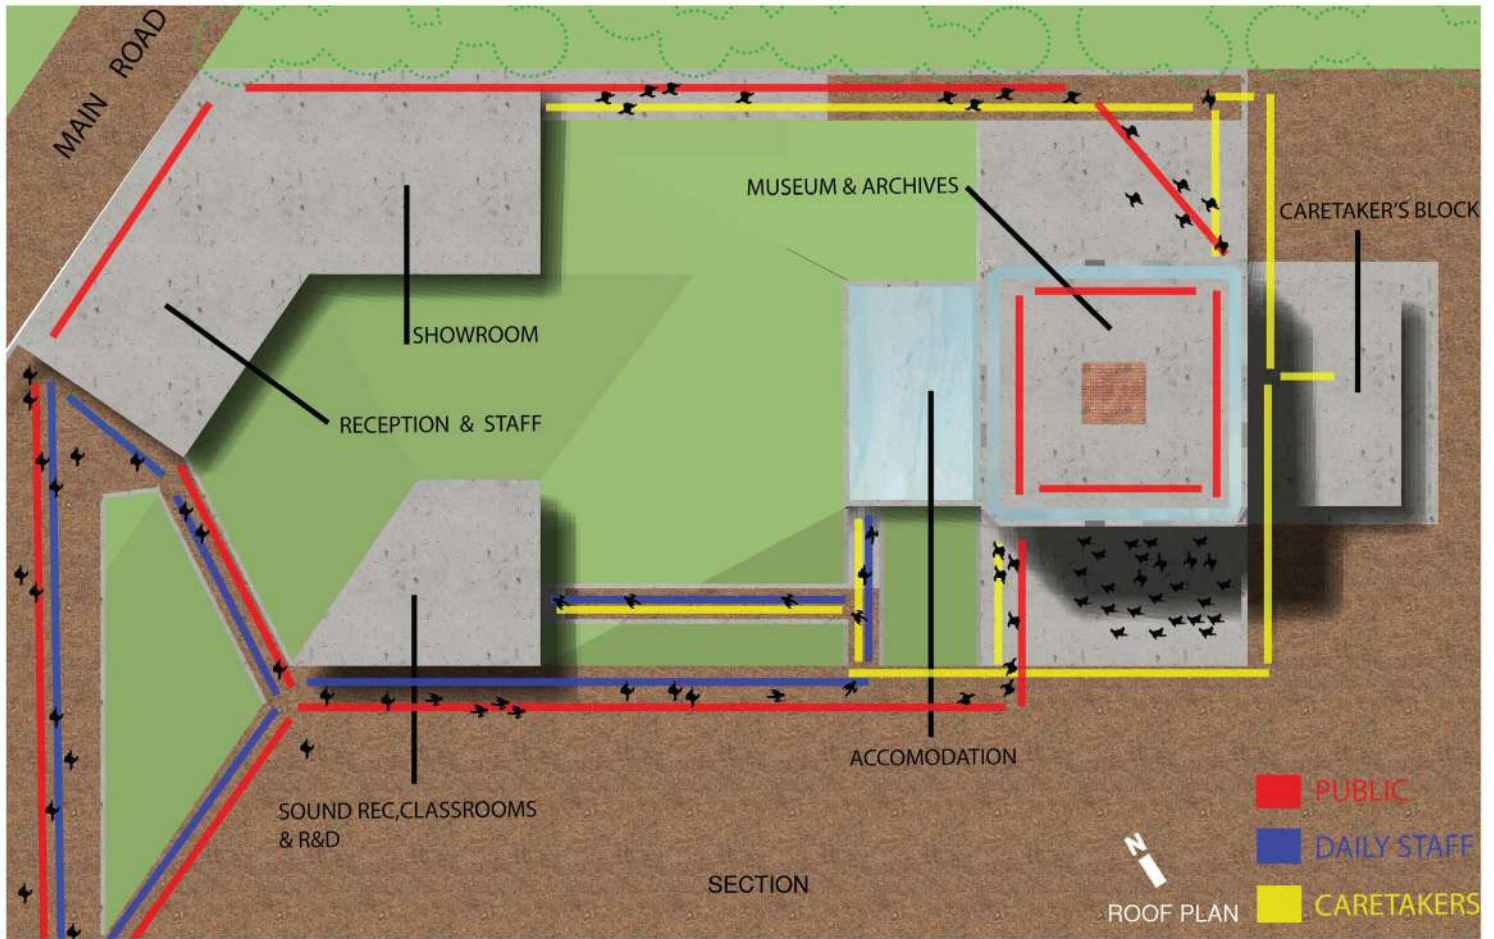 MAIN ROAD
MUSEUM & ARCHIVES
CARETAKER'S BLOCK
SHOWROOM
RECEPTION & STAFF
ACCOMODATION
SOUND REC,CLASSROOMS
& R&D
SECTION
N
ROOF PLAN
PUBLIC
DAILY STAFF
CARETAKERS